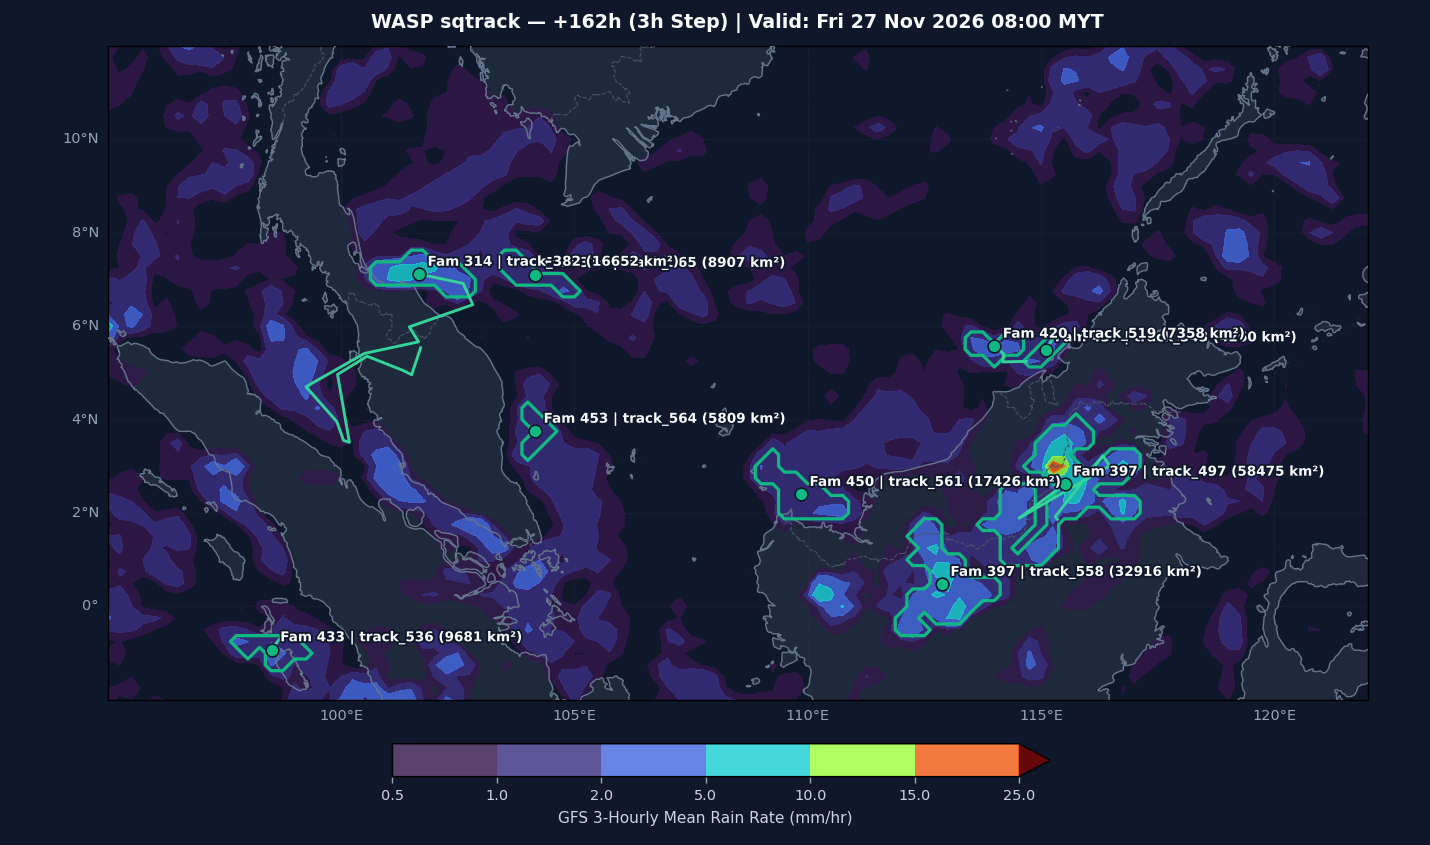 WASP sqtrack — +162h (3h Step) | Valid: Fri 27 Nov 2026 08:00 MYT
10°N
8°N
6°N
4°N
2°N
0°
Fam 314 | track_382 (16652 km²)
(8907 km²)
Fam 420 | track_519 (7358 km²)
Fam 453 | track_564 (5809 km²)
Fam 397 | track_497 (58475 km²)
Fam 450 | track_561 (17426 km²)
Fam 397 | track_558 (32916 km²)
Fam 433 | track_536 (9681 km²)
100°E 105°E 110°E 115°E 120°E
0.5 1.0 2.0 5.0 10.0 15.0 25.0
GFS 3-Hourly Mean Rain Rate (mm/hr)